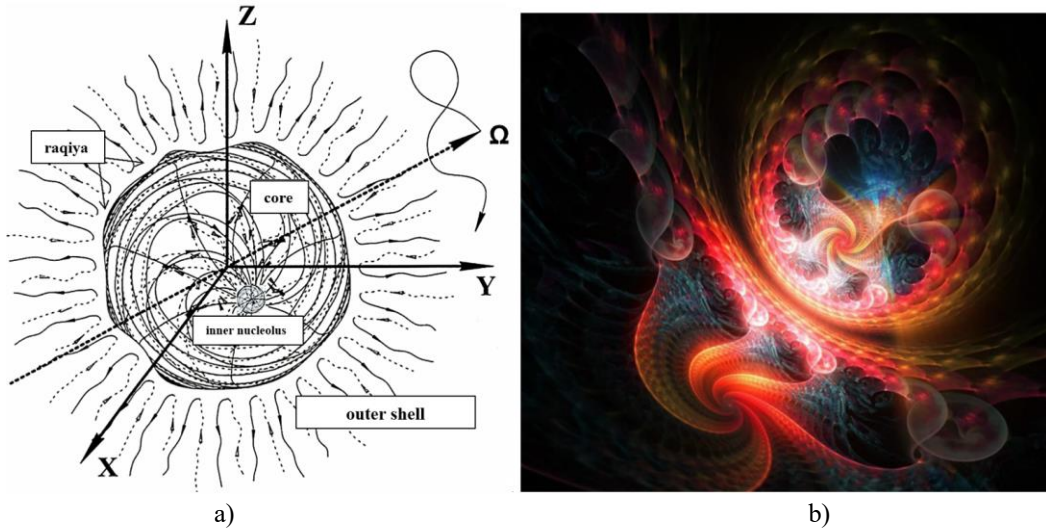 Z
raqiya
Ω
core
Y
inner nucleolus
outer shell
X
a)
b)